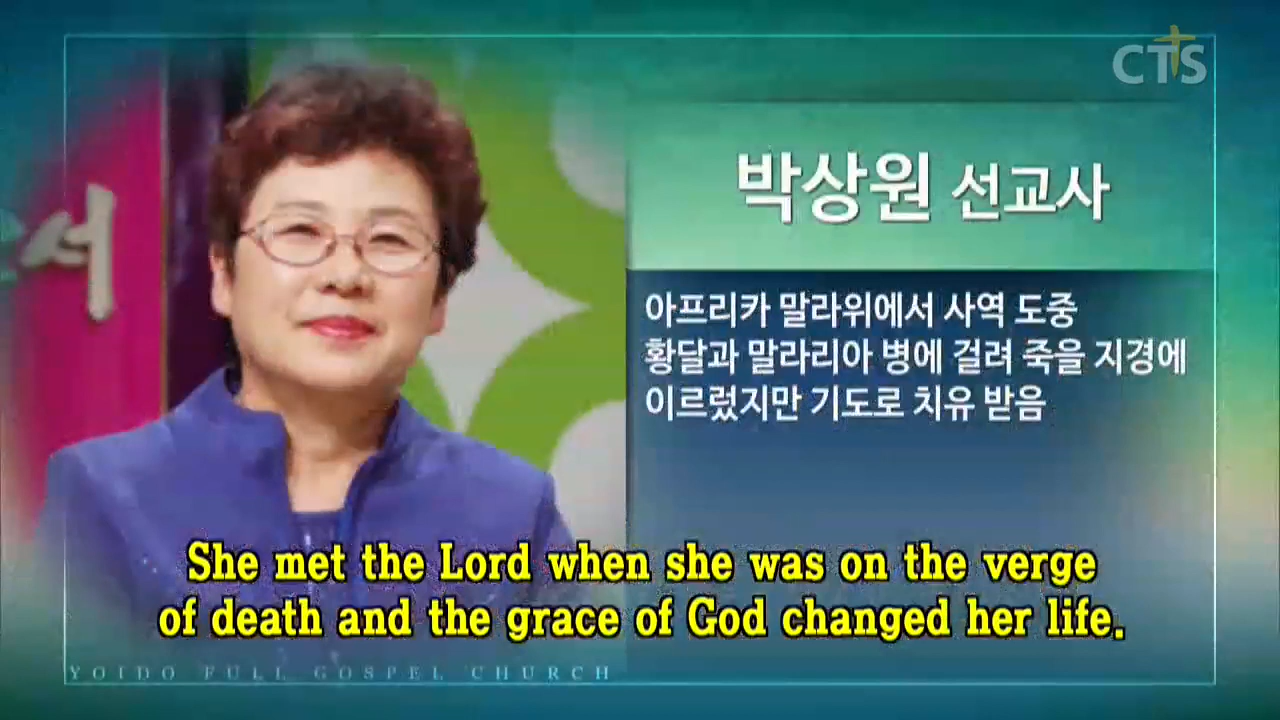 CTS
박상원 선교사
서
아프리카 말라위에서 사역 도중
황달과 말라리아 병에 걸려 죽을 지경에
이르렀지만 기도로 치유 받음
She met the Lord when she was on the verge
of death and the grace of God changed her life.
YOIDO FULL GOSPEL CHURCH